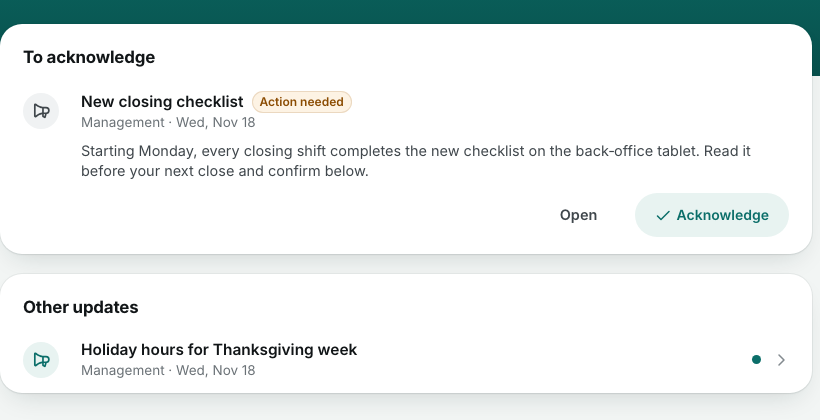 To acknowledge
New closing checklist Action needed
Management · Wed, Nov 18
Starting Monday, every closing shift completes the new checklist on the back-office tablet. Read it
before your next close and confirm below.
Open Acknowledge
Other updates
Holiday hours for Thanksgiving week
Management · Wed, Nov 18